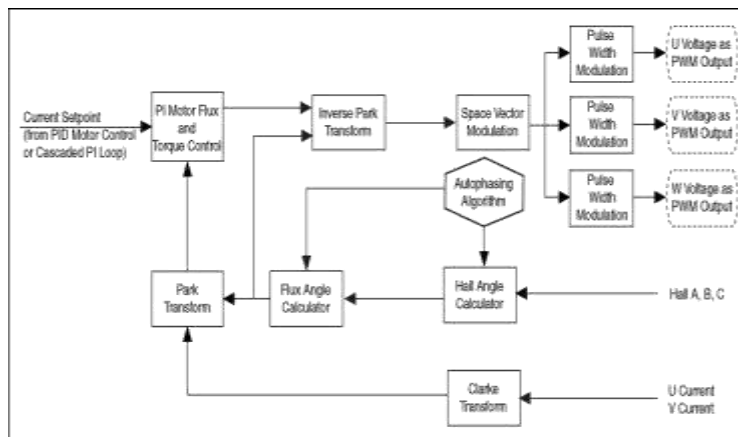 Current Setpoint
(from PID Motor Control
or Cascaded PI Loop)
PI Motor Flux
and
Torque Control
Inverse Park
Transform
Space Vector
Modulation
Pulse
Width
Modulation
U Voltage as
PWM Output
Pulse
Width
Modulation
V Voltage as
PWM Output
Pulse
Width
Modulation
W Voltage as
PWM Output
Autophasing
Algorithm
Park
Transform
Flux Angle
Calculator
Hall Angle
Calculator
Hall A, B, C
Clarke
Transform
U Current
V Current